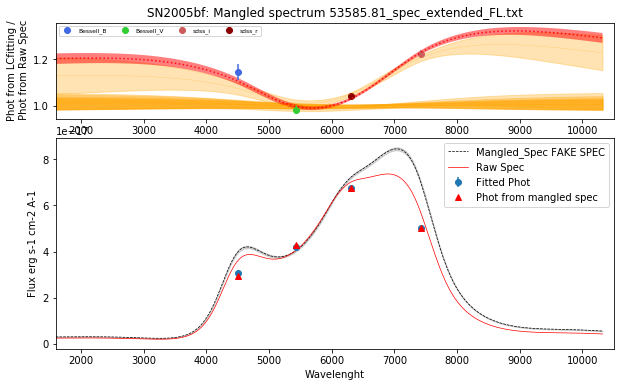 SN2005bf: Mangled spectrum 53585.81_spec_extended_FL.txt
Phot from LCfitting /
Phot from Raw Spec
Bessell_B
Bessell_V
sdss_i
sdss_r
1.2
1.0
2000 3000 4000 5000 6000 7000 8000 9000 10000
Mangled_Spec FAKE SPEC
Raw Spec
Fitted Phot
Phot from mangled spec
Flux erg s-1 cm-2 A-1
8
6
4
2
0
2000 3000 4000 5000 6000 7000 8000 9000 10000
Wavelenght